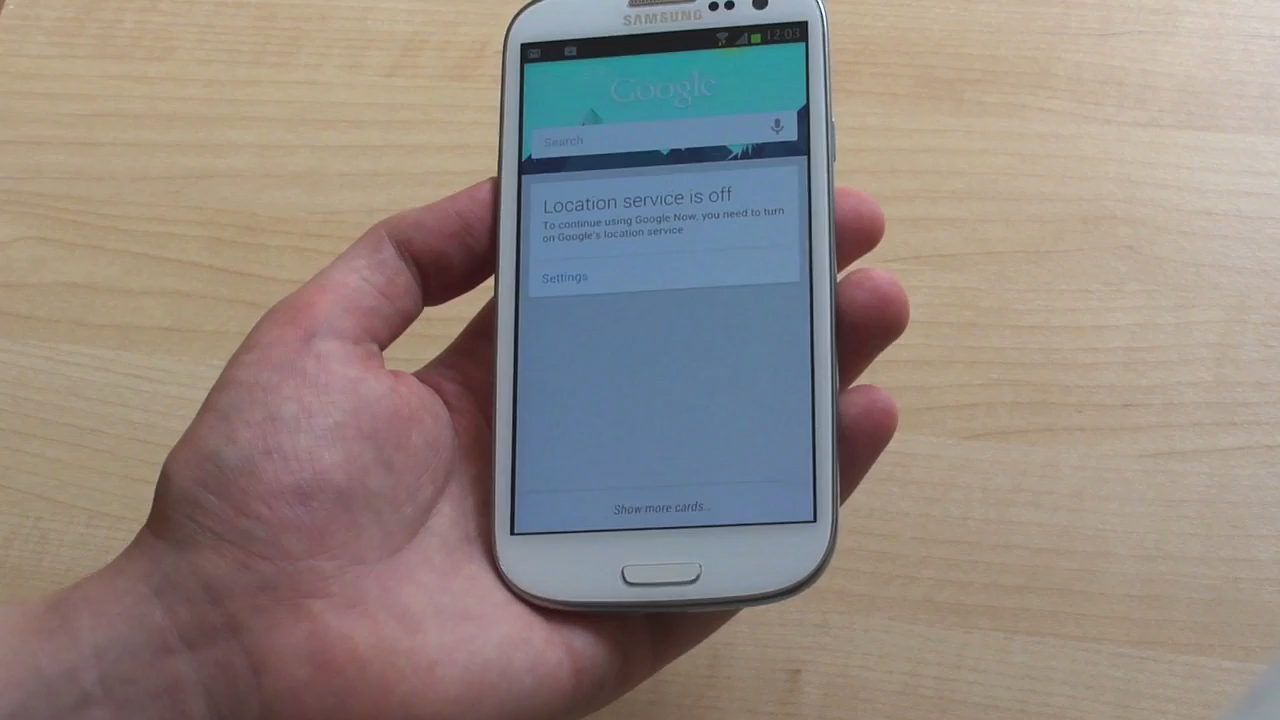 SAMSUNG
12:03
Google
Search
Location service is off
To continue using Google Now, you need to turn
on Google's location service
Settings
Show more cards..